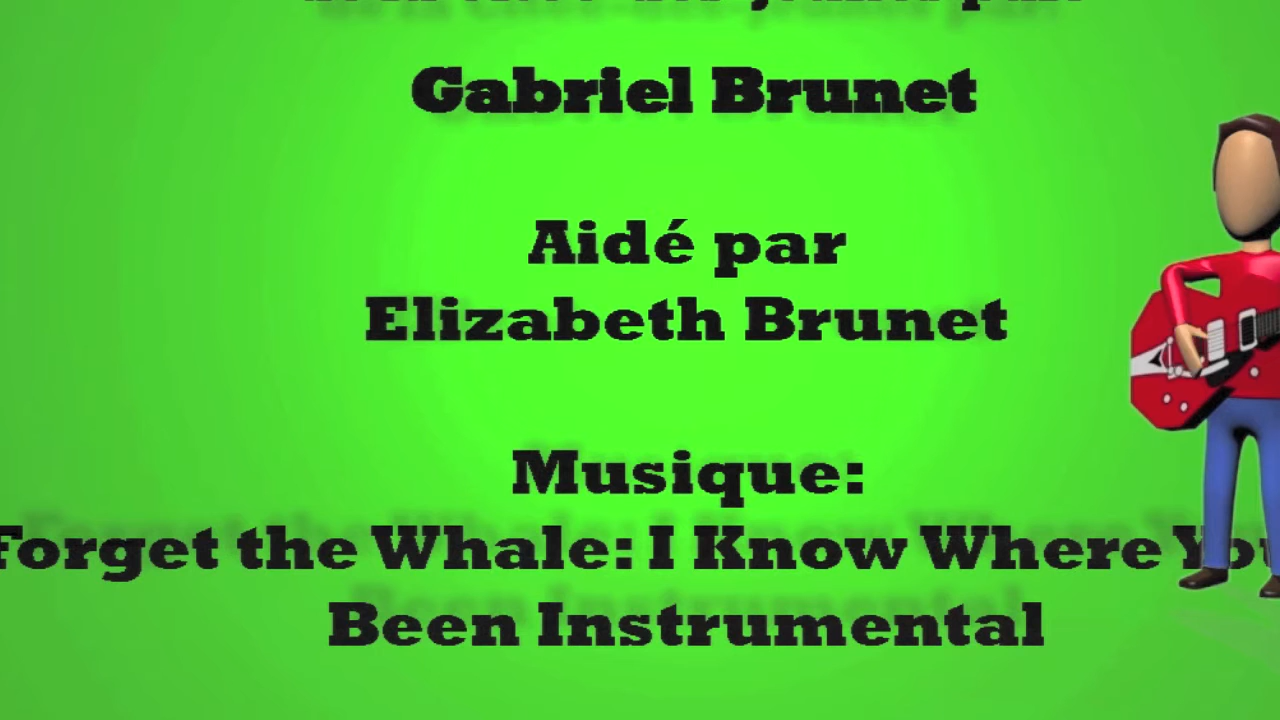 Gabriel Brunet
Aidé par
Elizabeth Brunet
Musique:
Forget the Whale: I Know Where
Been Instrumental